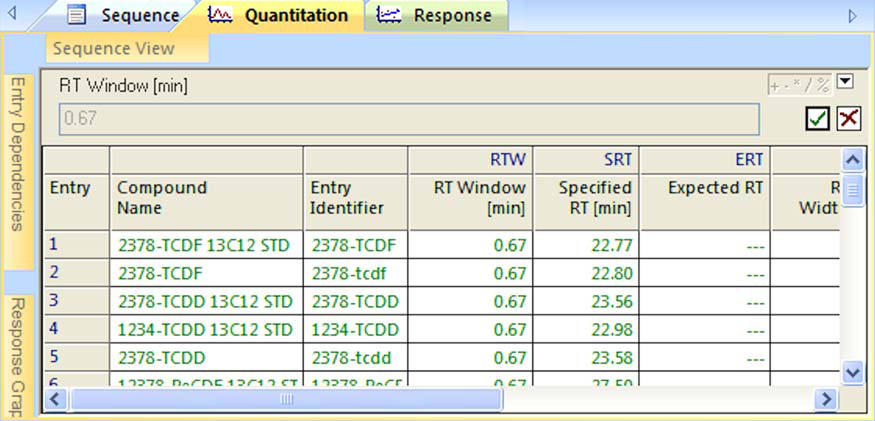 Sequence Quantitation Response
Sequence View
RT Window [min]
+ - * / %
0.67
Entry Dependencies
Response Grap
RTW SRT ERT
Entry Compound Name Entry Identifier RT Window [min] Specified RT [min] Expected RT R Widt
1 2378-TCDF 13C12 STD 2378-TCDF 0.67 22.77 ---
2 2378-TCDF 2378-tcdf 0.67 22.80 ---
3 2378-TCDD 13C12 STD 2378-TCDD 0.67 23.56 ---
4 1234-TCDD 13C12 STD 1234-TCDD 0.67 22.98 ---
5 2378-TCDD 2378-tcdd 0.67 23.58 ---
6 12378-PeCDF 13C12 ST 12378-PeCF 0.67 27.50